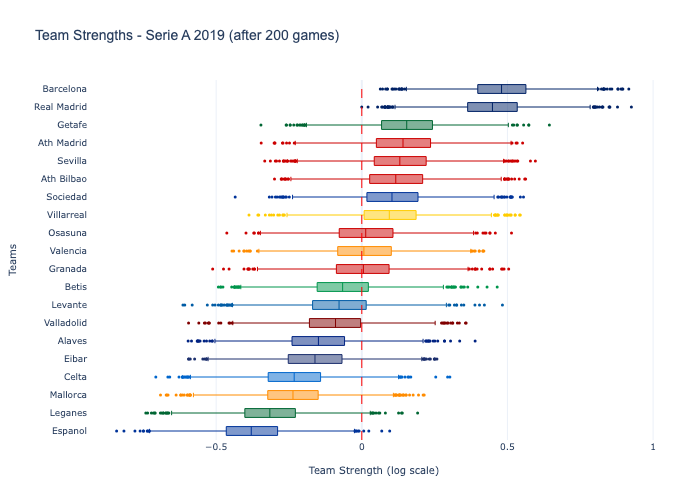 Team Strengths - Serie A 2019 (after 200 games)
Barcelona
Real Madrid
Getafe
Ath Madrid
Sevilla
Ath Bilbao
Sociedad
Villarreal
Osasuna
Valencia
Granada
Betis
Levante
Valladolid
Alaves
Eibar
Celta
Mallorca
Leganes
Espanol
Teams
−0.5
0
0.5
1
Team Strength (log scale)